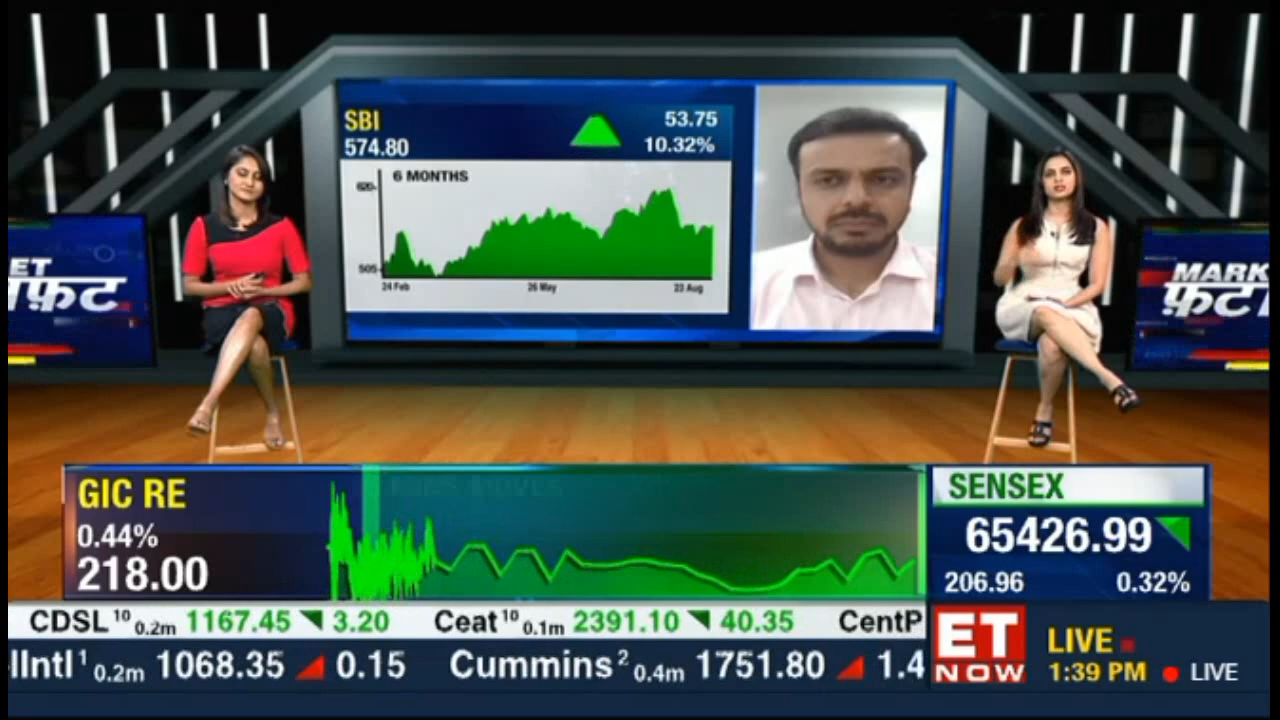 SBI
574.80
53.75
10.32%
6 MONTHS
620
505
24 Feb
26 May
23 Aug
ET
फ़ट
MARK
फ़ट
GIC RE
0.44%
218.00
SENSEX
65426.99
206.96 0.32%
CDSL 10 0.2m 1167.45 3.20 Ceat 10 0.1m 2391.10 40.35 CentP
llIntl 1 0.2m 1068.35 0.15 Cummins 2 0.4m 1751.80 1.4
ET
NOW
LIVE
1:39 PM
LIVE